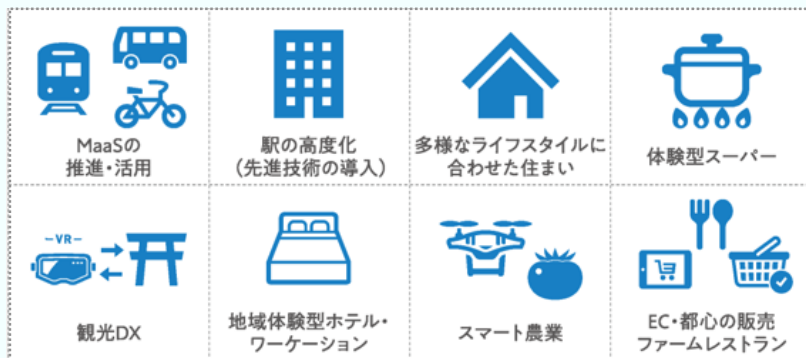 MaaSの
推進・活用
駅の高度化
（先進技術の導入）
多様なライフスタイルに
合わせた住まい
体験型スーパー
–VR–
観光DX
地域体験型ホテル・
ワーケーション
スマート農業
EC・都心の販売
ファームレストラン